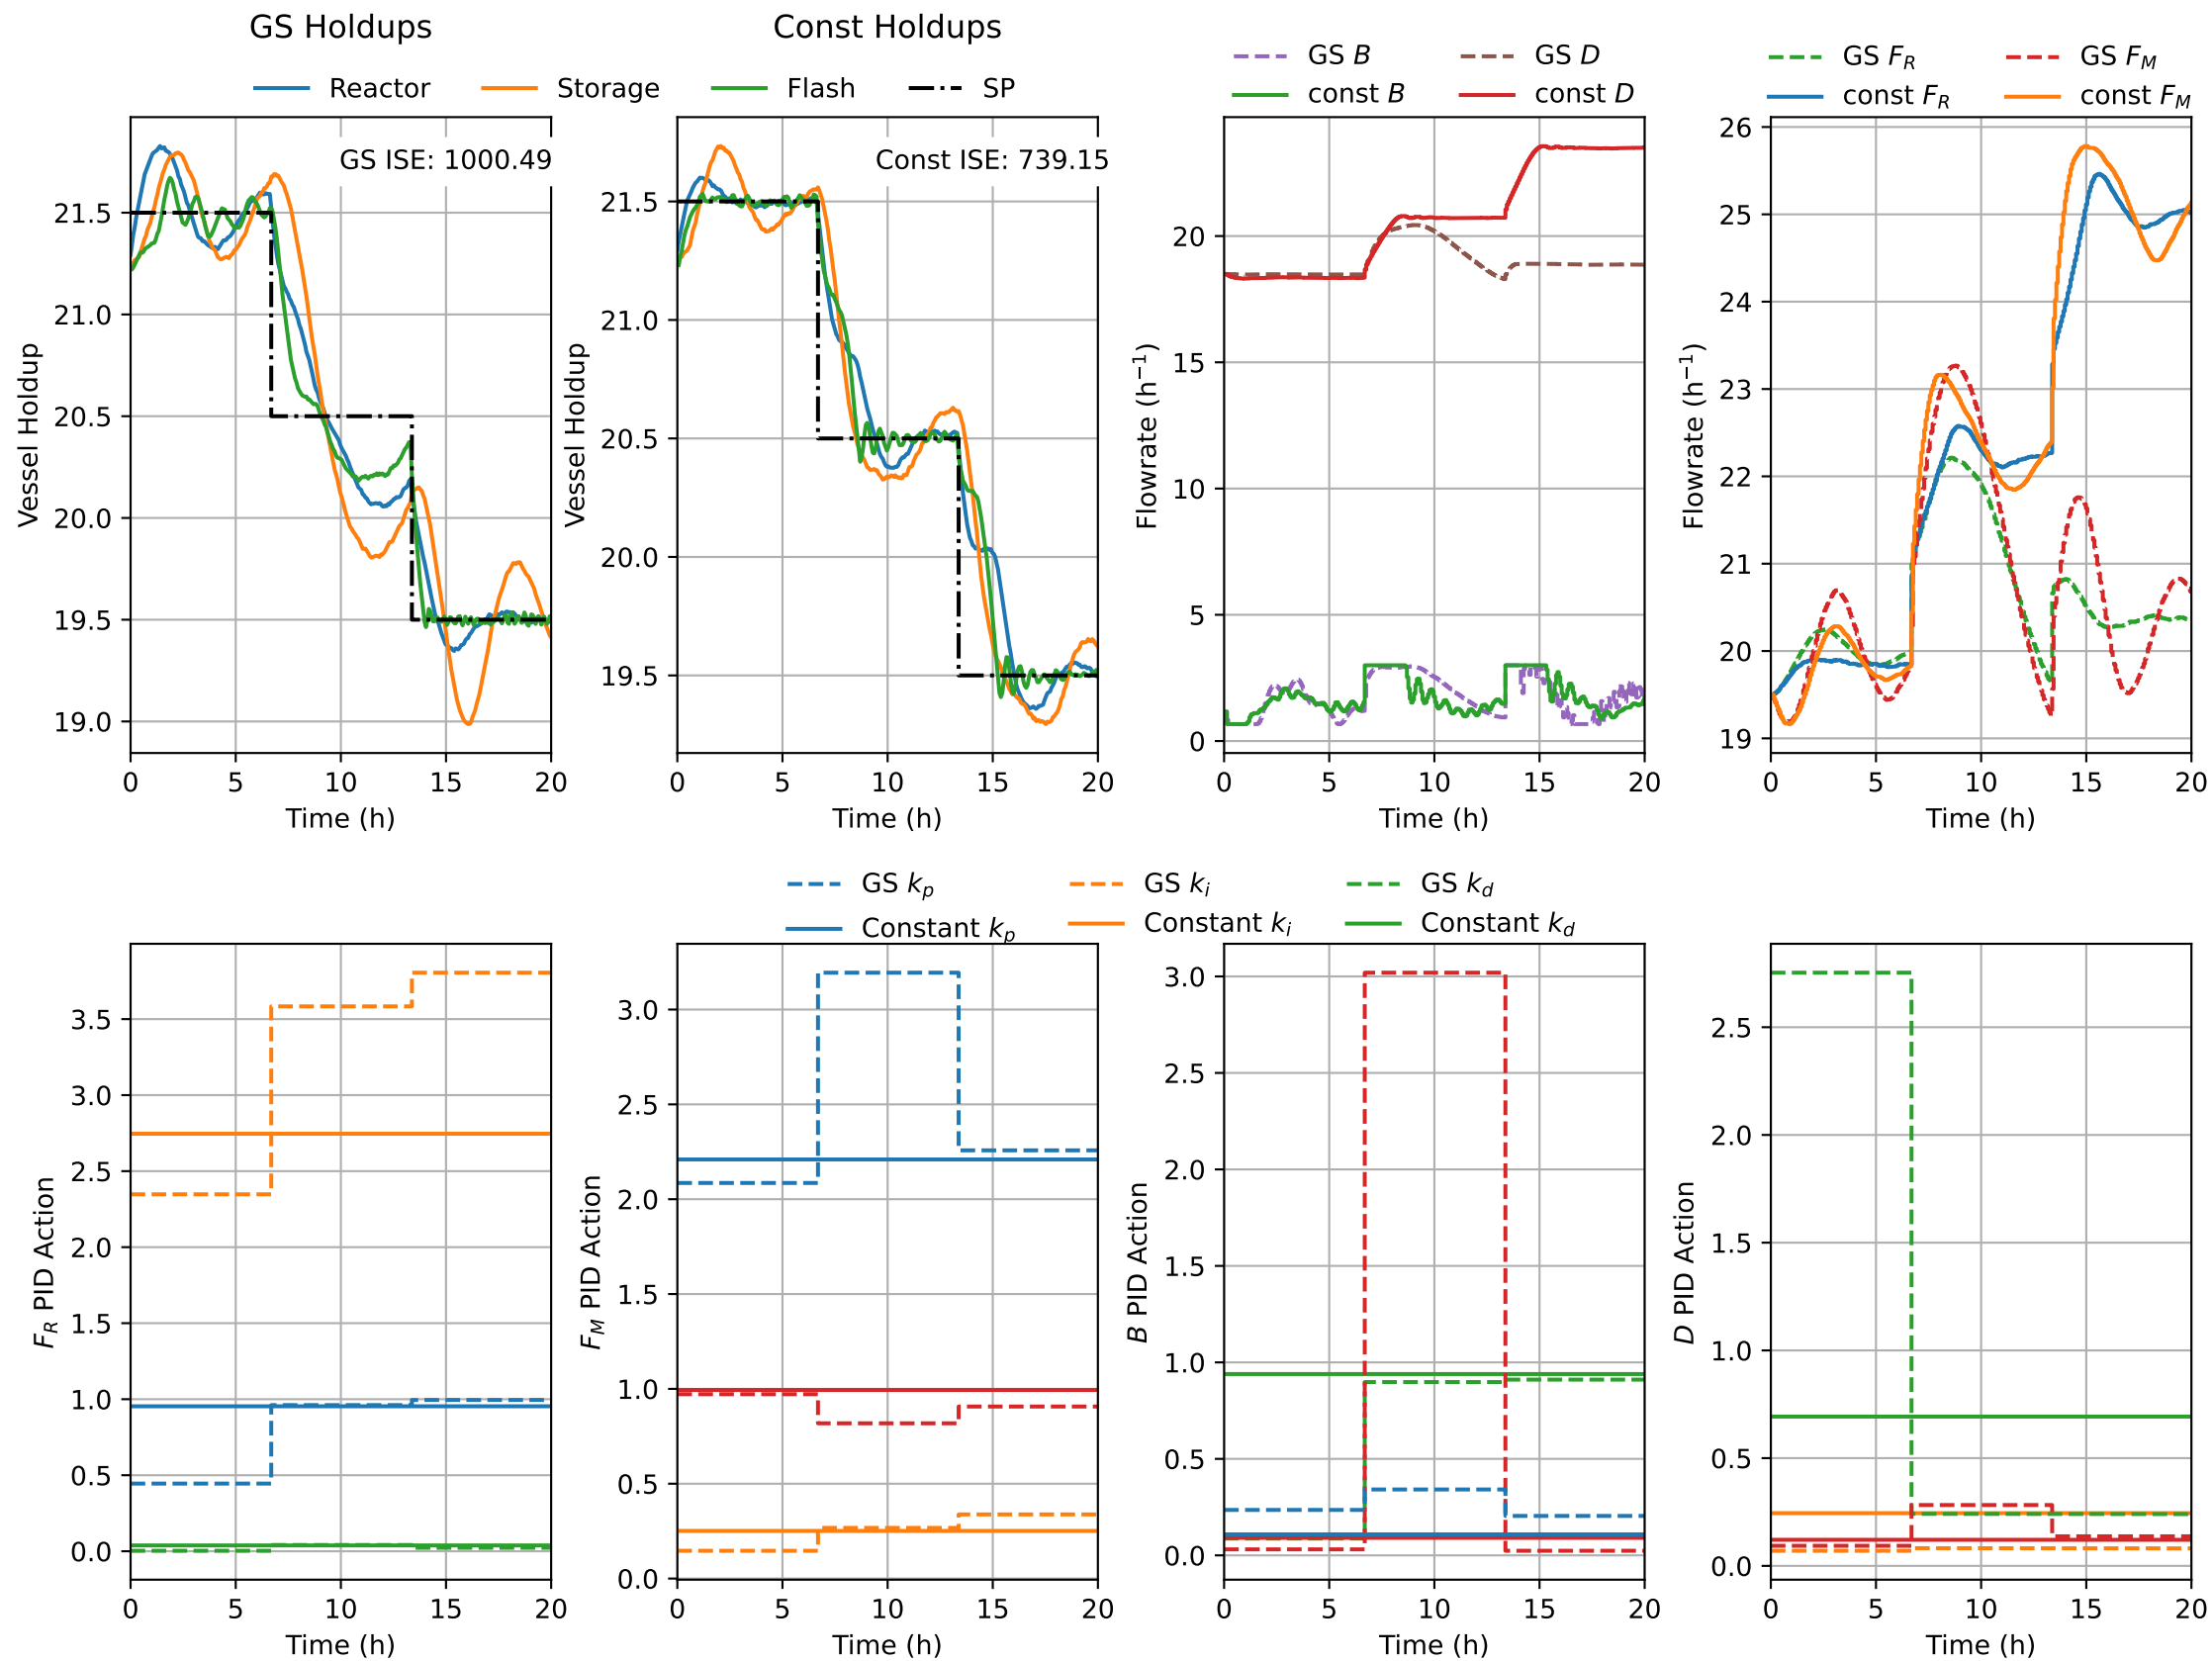 GS Holdups
Const Holdups
Reactor Storage Flash SP
GS B GS D
const B const D
GS F_R GS F_M
const F_R const F_M
GS ISE: 1000.49
21.5
21.0
20.5
20.0
19.5
19.0
Vessel Holdup
0 5 10 15 20
Time (h)
Const ISE: 739.15
21.5
21.0
20.5
20.0
19.5
Vessel Holdup
0 5 10 15 20
Time (h)
20
15
10
5
0
Flowrate (h⁻¹)
0 5 10 15 20
Time (h)
26
25
24
23
22
21
20
19
Flowrate (h⁻¹)
0 5 10 15 20
Time (h)
GS k_p GS k_i GS k_d
Constant k_p Constant k_i Constant k_d
3.5
3.0
2.5
2.0
1.5
1.0
0.5
0.0
F_R PID Action
0 5 10 15 20
Time (h)
3.0
2.5
2.0
1.5
1.0
0.5
0.0
F_M PID Action
0 5 10 15 20
Time (h)
3.0
2.5
2.0
1.5
1.0
0.5
0.0
B PID Action
0 5 10 15 20
Time (h)
2.5
2.0
1.5
1.0
0.5
0.0
D PID Action
0 5 10 15 20
Time (h)